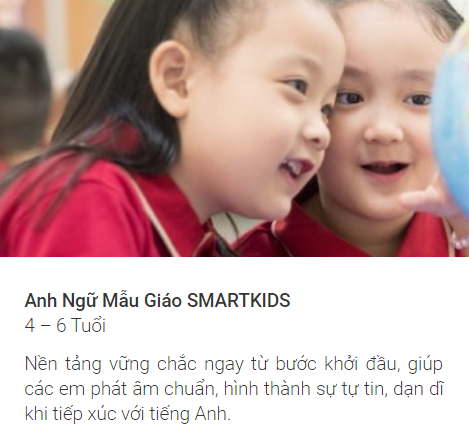 Anh Ngữ Mẫu Giáo SMARTKIDS
4 – 6 Tuổi
Nền tảng vững chắc ngay từ bước khởi đầu, giúp
các em phát âm chuẩn, hình thành sự tự tin, dạn dĩ
khi tiếp xúc với tiếng Anh.